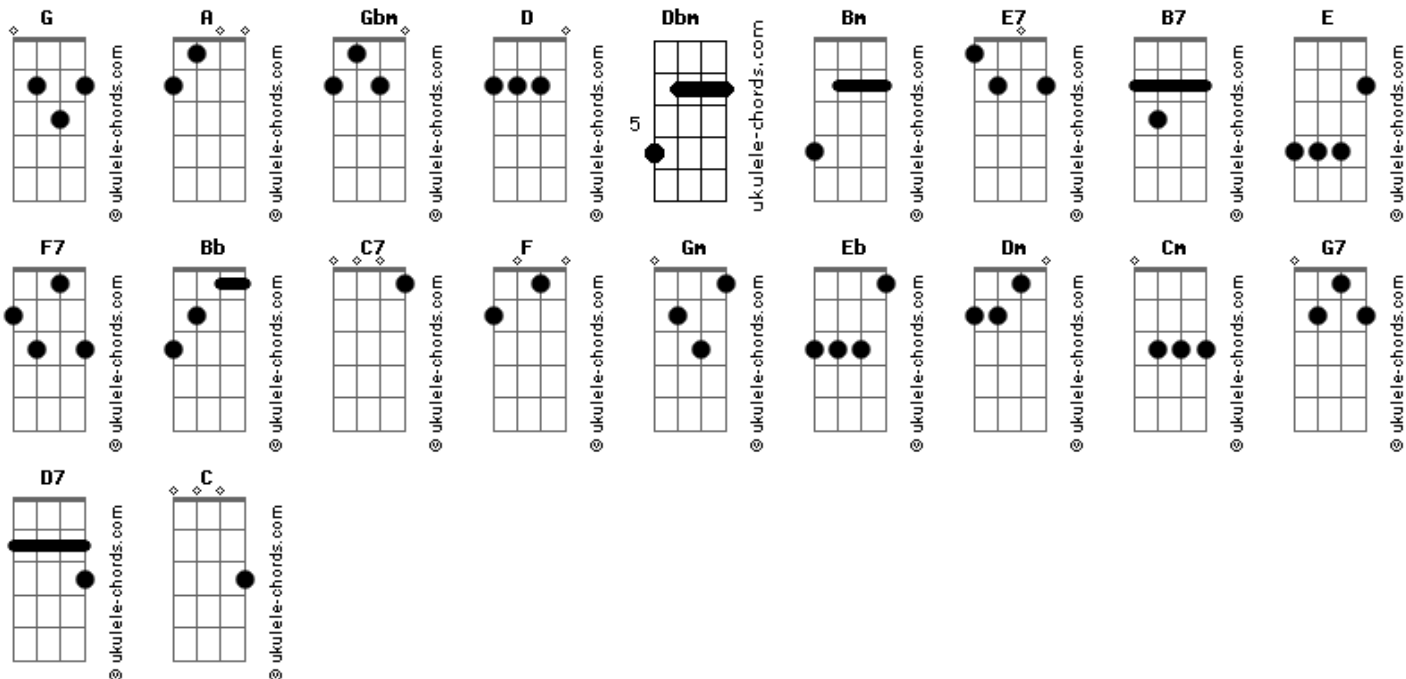 G A Gbm D Dbm Bm E7 B7 E
© ukulele-chords.com © ukulele-chords.com © ukulele-chords.com © ukulele-chords.com ukulele-chords.com © ukulele-chords.com © ukulele-chords.com © ukulele-chords.com © ukulele-chords.com
5
F7 Bb C7 F Gm Eb Dm Cm G7
© ukulele-chords.com © ukulele-chords.com © ukulele-chords.com © ukulele-chords.com © ukulele-chords.com © ukulele-chords.com © ukulele-chords.com © ukulele-chords.com © ukulele-chords.com
D7 C
© ukulele-chords.com © ukulele-chords.com